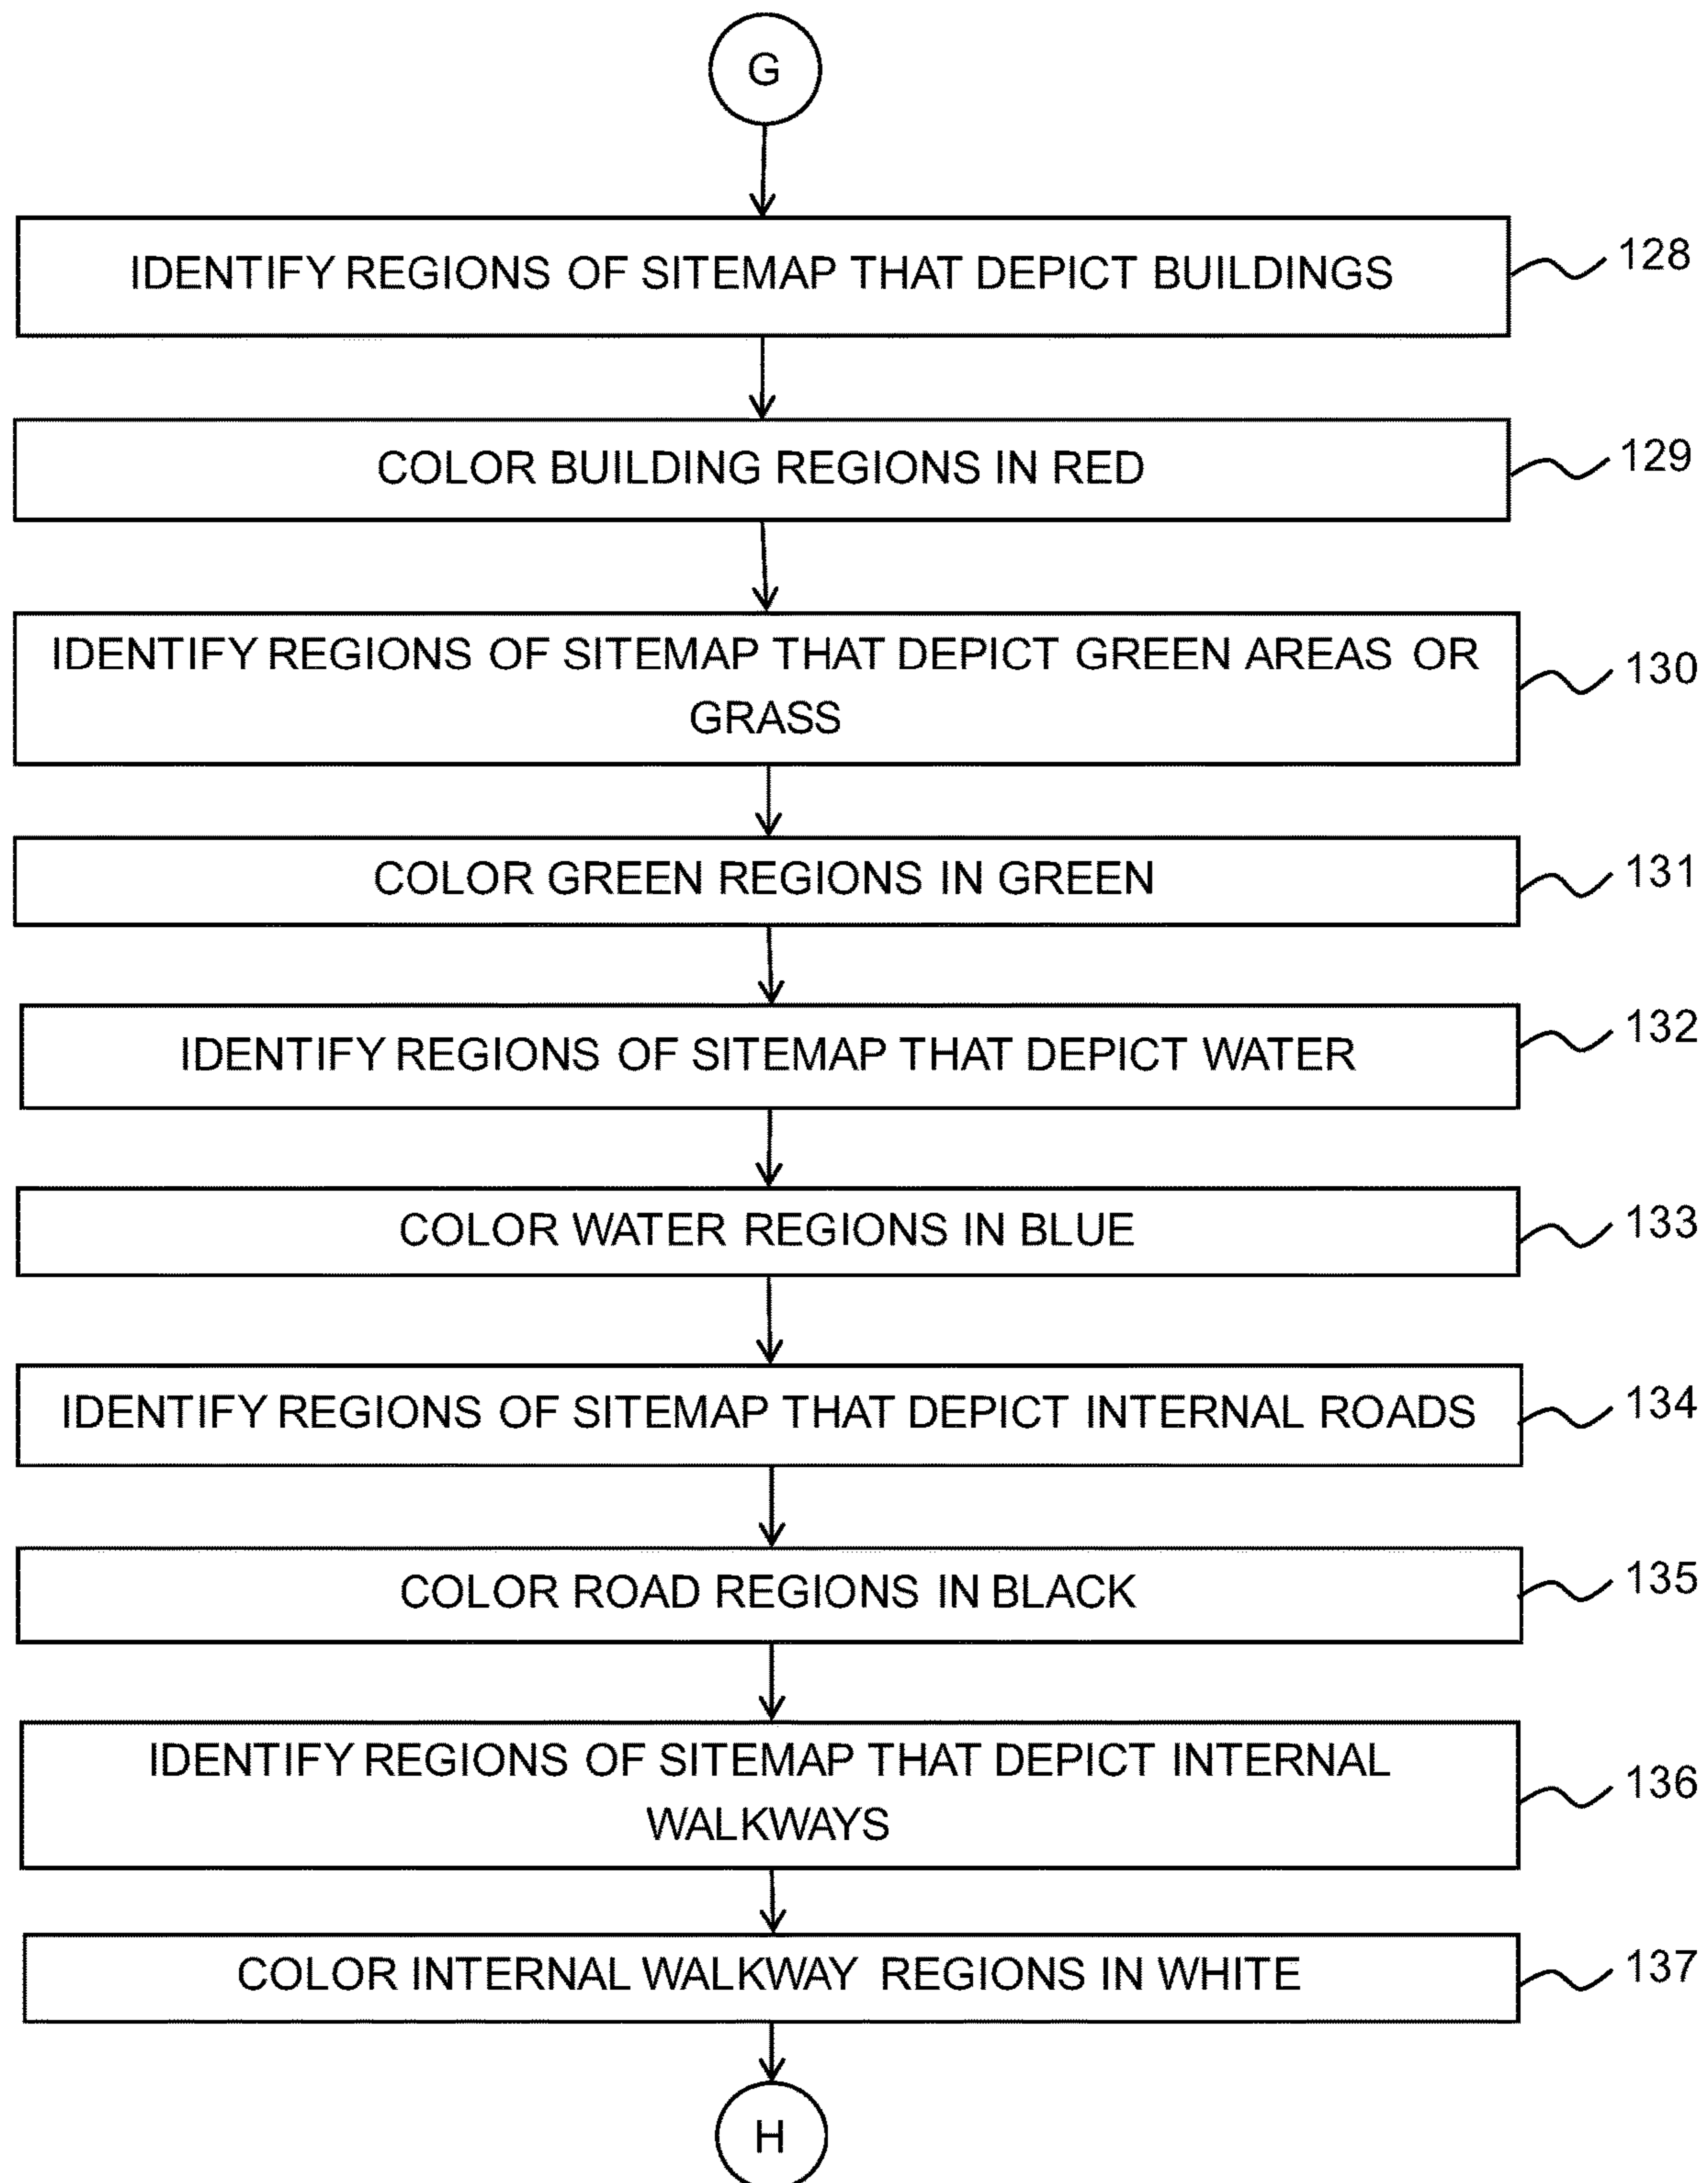 G
IDENTIFY REGIONS OF SITEMAP THAT DEPICT BUILDINGS
128
COLOR BUILDING REGIONS IN RED
129
IDENTIFY REGIONS OF SITEMAP THAT DEPICT GREEN AREAS OR
GRASS
130
COLOR GREEN REGIONS IN GREEN
131
IDENTIFY REGIONS OF SITEMAP THAT DEPICT WATER
132
COLOR WATER REGIONS IN BLUE
133
IDENTIFY REGIONS OF SITEMAP THAT DEPICT INTERNAL ROADS
134
COLOR ROAD REGIONS IN BLACK
135
IDENTIFY REGIONS OF SITEMAP THAT DEPICT INTERNAL
WALKWAYS
136
COLOR INTERNAL WALKWAY REGIONS IN WHITE
137
H